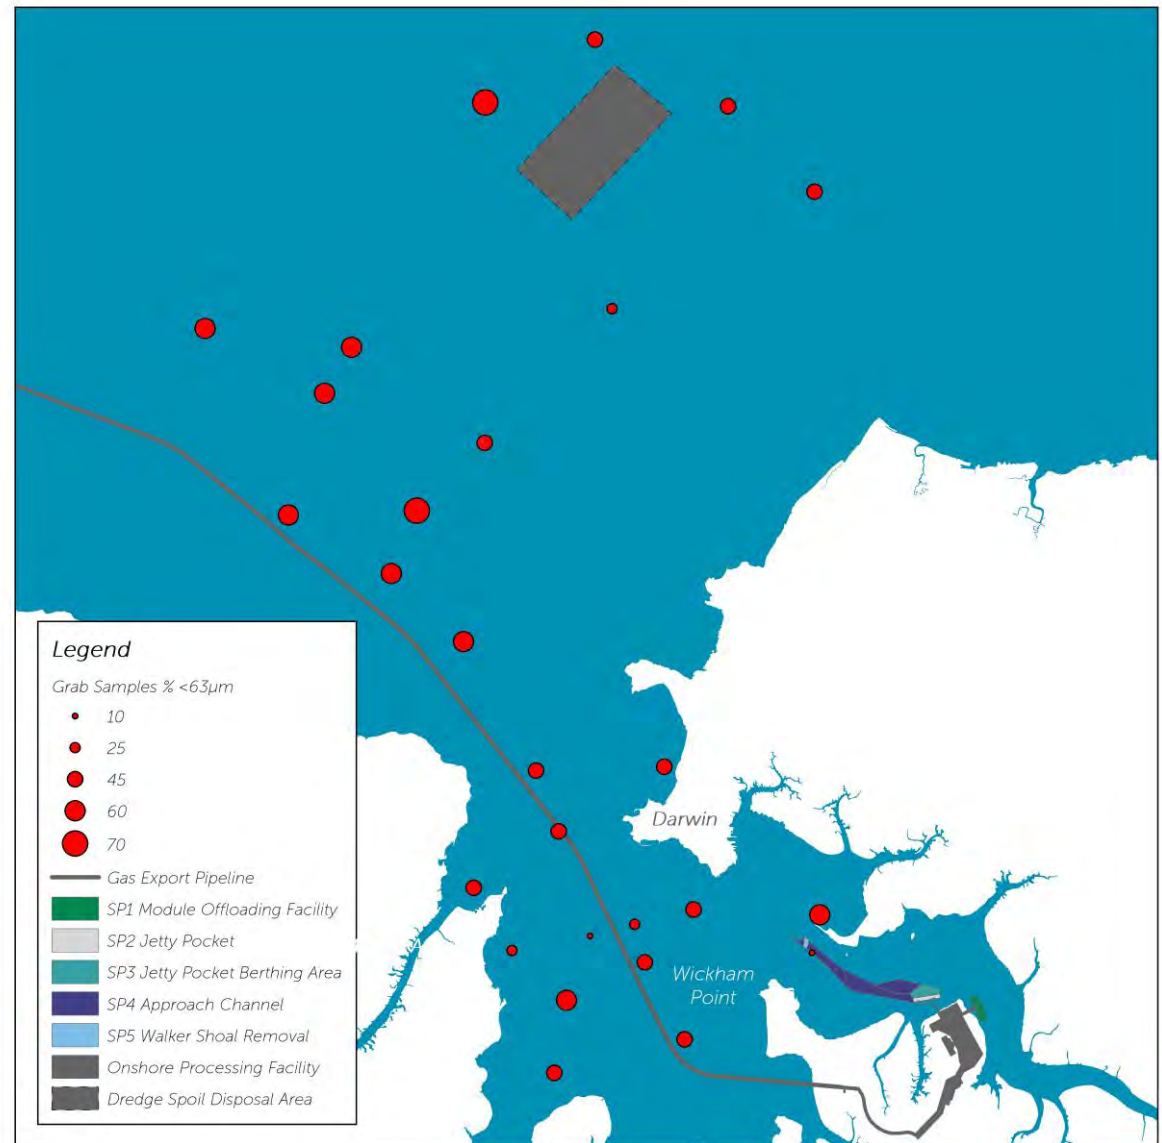 Darwin
Wickham
Point
Legend
Grab Samples % <63µm
10
25
45
60
70
Gas Export Pipeline
SP1 Module Offloading Facility
SP2 Jetty Pocket
SP3 Jetty Pocket Berthing Area
SP4 Approach Channel
SP5 Walker Shoal Removal
Onshore Processing Facility
Dredge Spoil Disposal Area